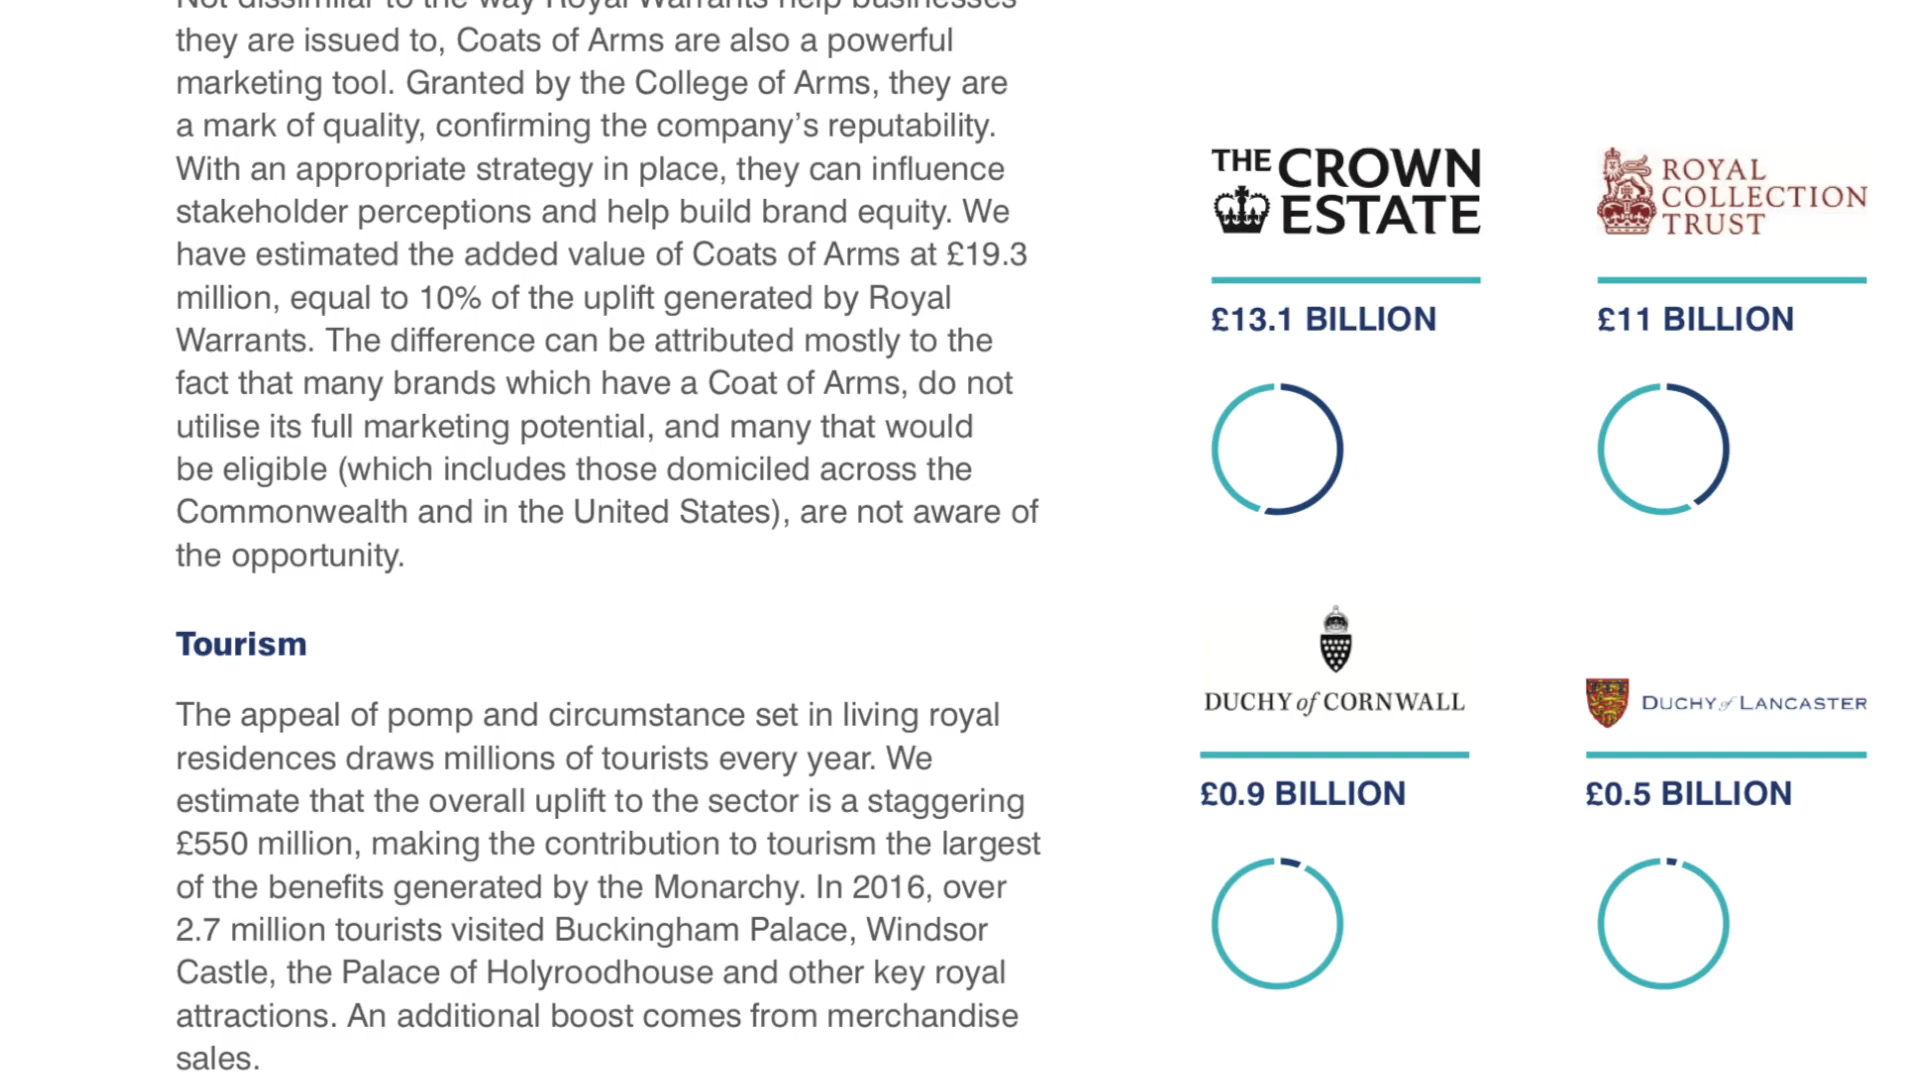 Not dissimilar to the way Royal Warrants help businesses
they are issued to, Coats of Arms are also a powerful
marketing tool. Granted by the College of Arms, they are
a mark of quality, confirming the company’s reputability.
With an appropriate strategy in place, they can influence
stakeholder perceptions and help build brand equity. We
have estimated the added value of Coats of Arms at £19.3
million, equal to 10% of the uplift generated by Royal
Warrants. The difference can be attributed mostly to the
fact that many brands which have a Coat of Arms, do not
utilise its full marketing potential, and many that would
be eligible (which includes those domiciled across the
Commonwealth and in the United States), are not aware of
the opportunity.
Tourism
The appeal of pomp and circumstance set in living royal
residences draws millions of tourists every year. We
estimate that the overall uplift to the sector is a staggering
£550 million, making the contribution to tourism the largest
of the benefits generated by the Monarchy. In 2016, over
2.7 million tourists visited Buckingham Palace, Windsor
Castle, the Palace of Holyroodhouse and other key royal
attractions. An additional boost comes from merchandise
sales.
THE CROWN
ESTATE
£13.1 BILLION
ROYAL
COLLECTION
TRUST
£11 BILLION
DUCHY of CORNWALL
£0.9 BILLION
DUCHY of LANCASTER
£0.5 BILLION